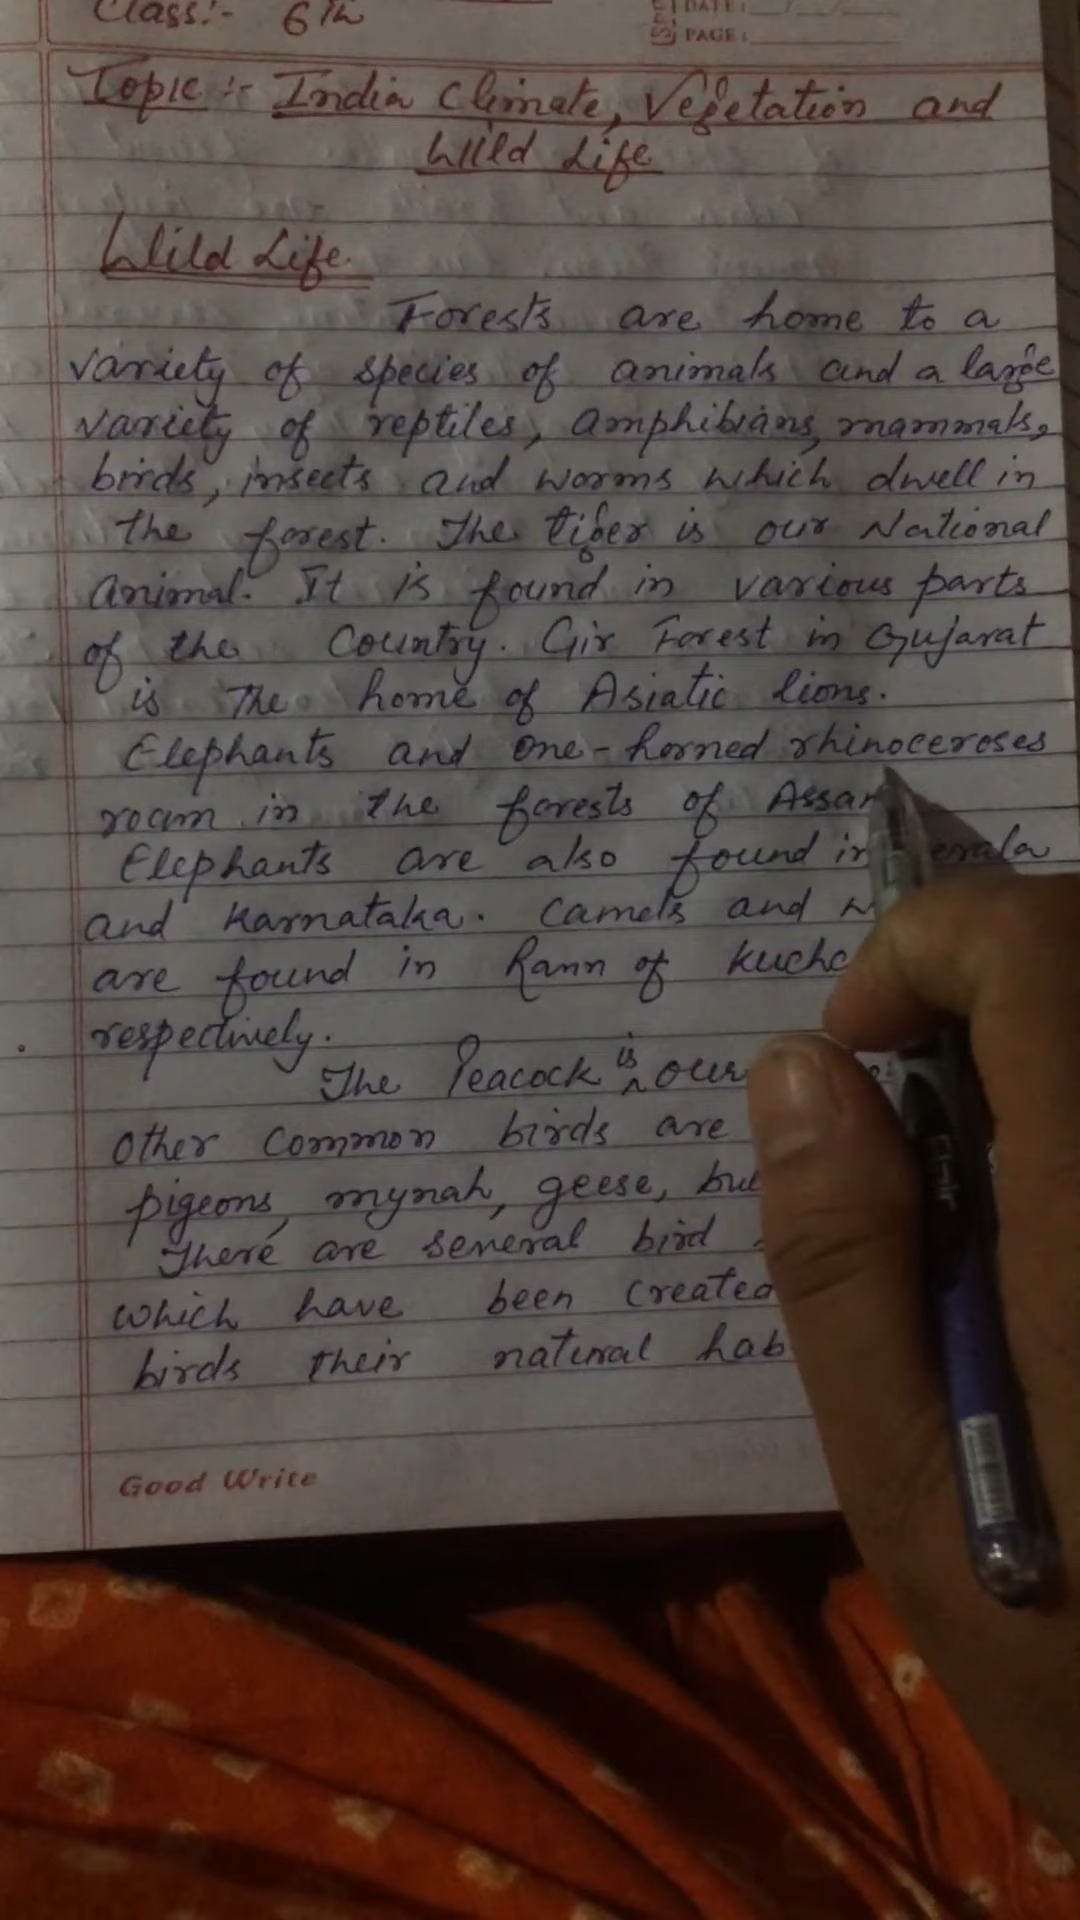 Class:- 6th
DATE:
PAGE:
Topic :- India Climate, Vegetation and
Wild Life
Wild Life
Forests are home to a
variety of species of animals and a large
variety of reptiles, amphibians, mammals,
birds, insects and worms which dwell in
the forest. The tiger is our National
animal. It is found in various parts
of the Country. Gir Forest in Gujarat
is The home of Asiatic lions.
Elephants and one-horned rhinoceroses
roam in the forests of
Elephants are also found
and Karnataka. Camels and
are found in Rann of
respectively.
The Peacock is our
Other Common birds are
pigeons, mynah, geese,
There are several bird
which have been created
birds their natural
Good Write